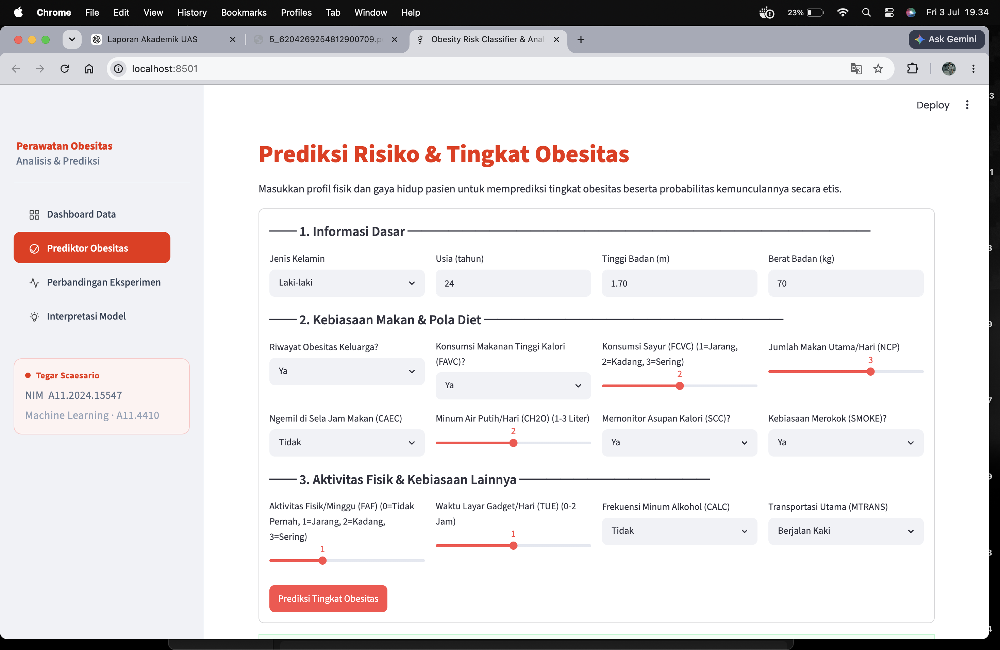 Chrome File Edit View History Bookmarks Profiles Tab Window Help 23% Fri 3 Jul 19.34
Laporan Akademik UAS 5_6204269254812900709.p Obesity Risk Classifier & Anal Ask Gemini
localhost:8501
Deploy
Perawatan Obesitas
Analisis & Prediksi
Dashboard Data
Prediktor Obesitas
Perbandingan Eksperimen
Interpretasi Model
Tegar Scaesario
NIM A11.2024.15547
Machine Learning · A11.4410
Prediksi Risiko & Tingkat Obesitas
Masukkan profil fisik dan gaya hidup pasien untuk memprediksi tingkat obesitas beserta probabilitas kemunculannya secara etis.
1. Informasi Dasar
Jenis Kelamin Usia (tahun) Tinggi Badan (m) Berat Badan (kg)
Laki-laki 24 1.70 70
2. Kebiasaan Makan & Pola Diet
Riwayat Obesitas Keluarga?
Ya
Konsumsi Makanan Tinggi Kalori
(FAVC)?
Ya
Konsumsi Sayur (FCVC) (1=Jarang,
2=Kadang, 3=Sering)
2
Jumlah Makan Utama/Hari (NCP)
3
Ngemil di Sela Jam Makan (CAEC)
Tidak
Minum Air Putih/Hari (CH2O) (1-3 Liter)
2
Memonitor Asupan Kalori (SCC)?
Ya
Kebiasaan Merokok (SMOKE)?
Ya
3. Aktivitas Fisik & Kebiasaan Lainnya
Aktivitas Fisik/Minggu (FAF) (0=Tidak
Pernah, 1=Jarang, 2=Kadang,
3=Sering)
1
Waktu Layar Gadget/Hari (TUE) (0-2
Jam)
1
Frekuensi Minum Alkohol (CALC)
Tidak
Transportasi Utama (MTRANS)
Berjalan Kaki
Prediksi Tingkat Obesitas